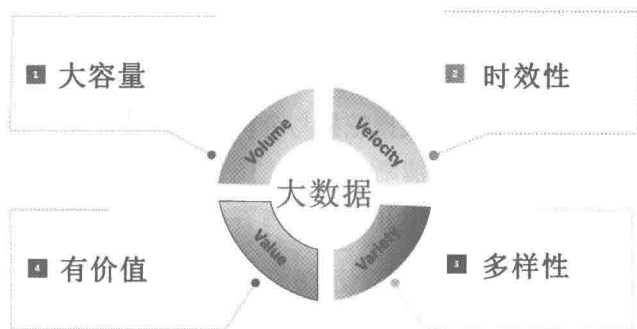 1 大容量
2 时效性
Volume
Velocity
大数据
Value
Variety
4 有价值
3 多样性